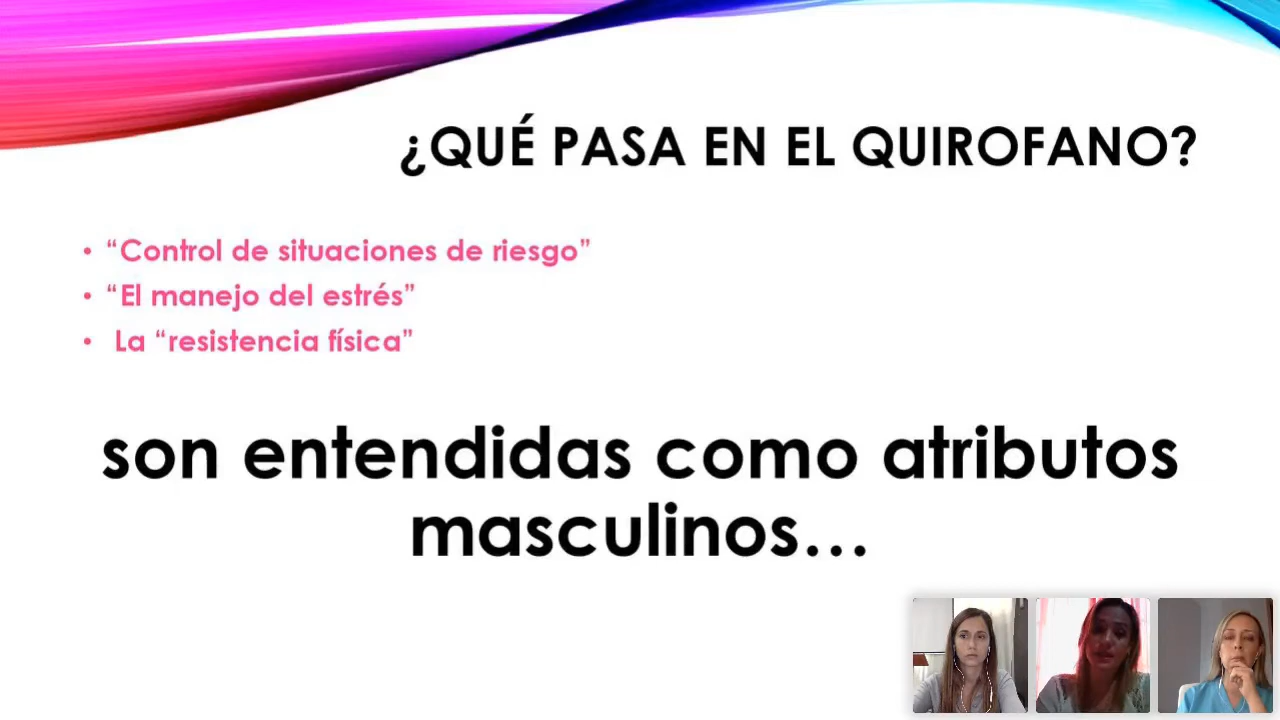 ¿QUÉ PASA EN EL QUIROFANO?
• “Control de situaciones de riesgo”
• “El manejo del estrés”
• La “resistencia física”
son entendidas como atributos
masculinos...